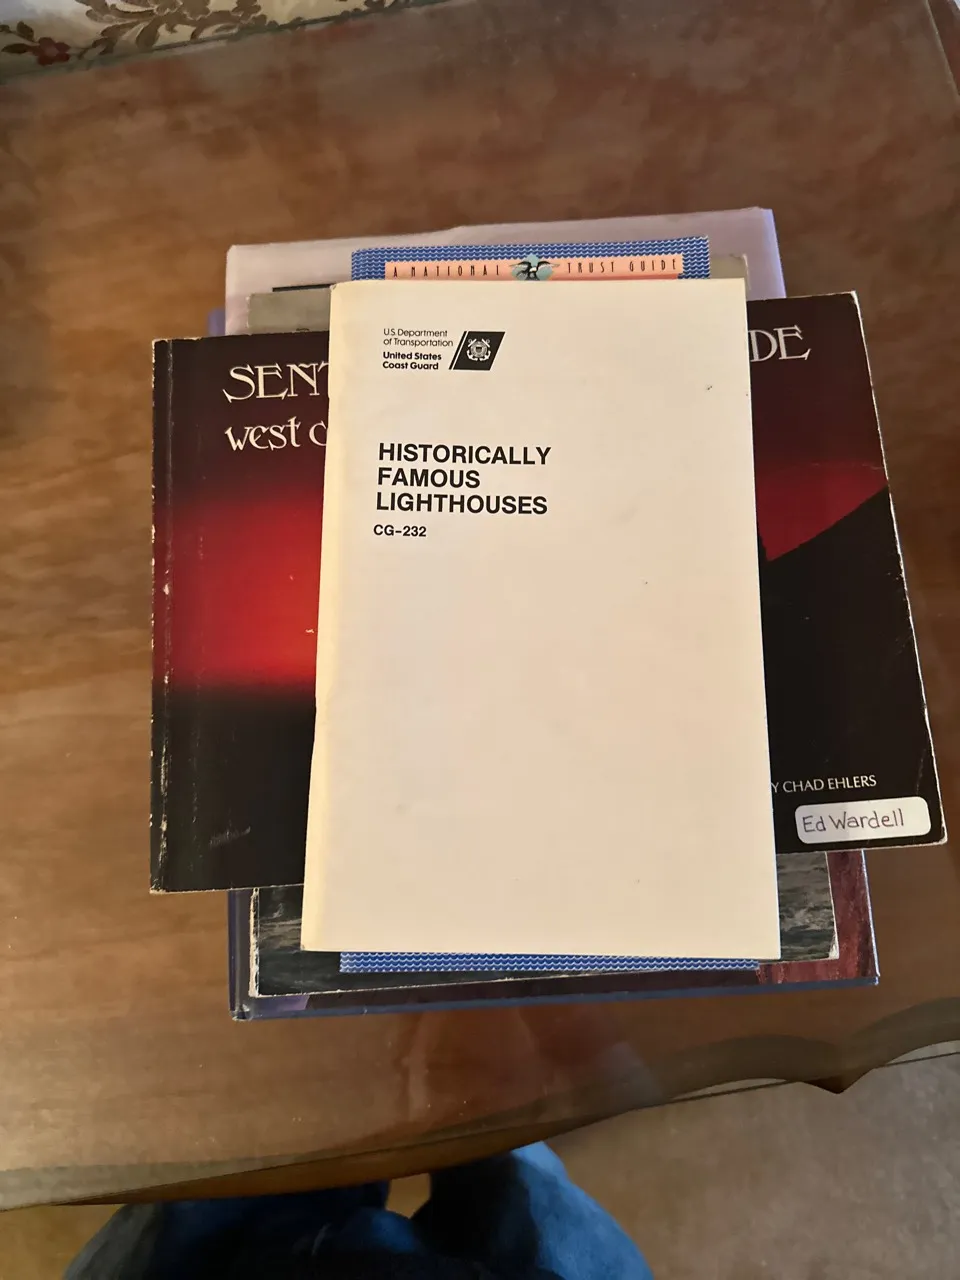 A NATIONAL TRUST GUIDE
U.S. Department
of Transportation
United States
Coast Guard
HISTORICALLY
FAMOUS
LIGHTHOUSES
CG-232
SENT
DE
west c
Y CHAD EHLERS
Ed Wardell